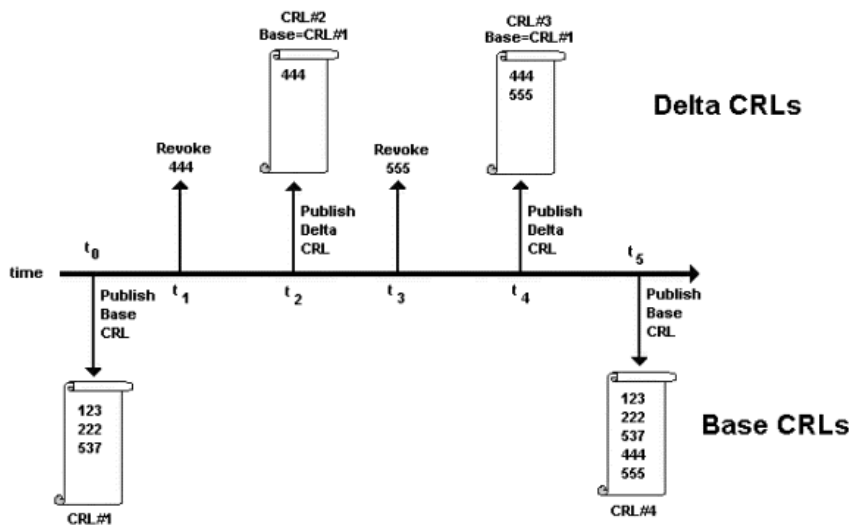 CRL#2
Base=CRL#1
444
CRL#3
Base=CRL#1
444
555
Delta CRLs
Revoke
444
Revoke
555
Publish
Delta
CRL
Publish
Delta
CRL
t0
t5
time
t1
t2
t3
t4
Publish
Base
CRL
Publish
Base
CRL
123
222
537
CRL#1
123
222
537
444
555
CRL#4
Base CRLs